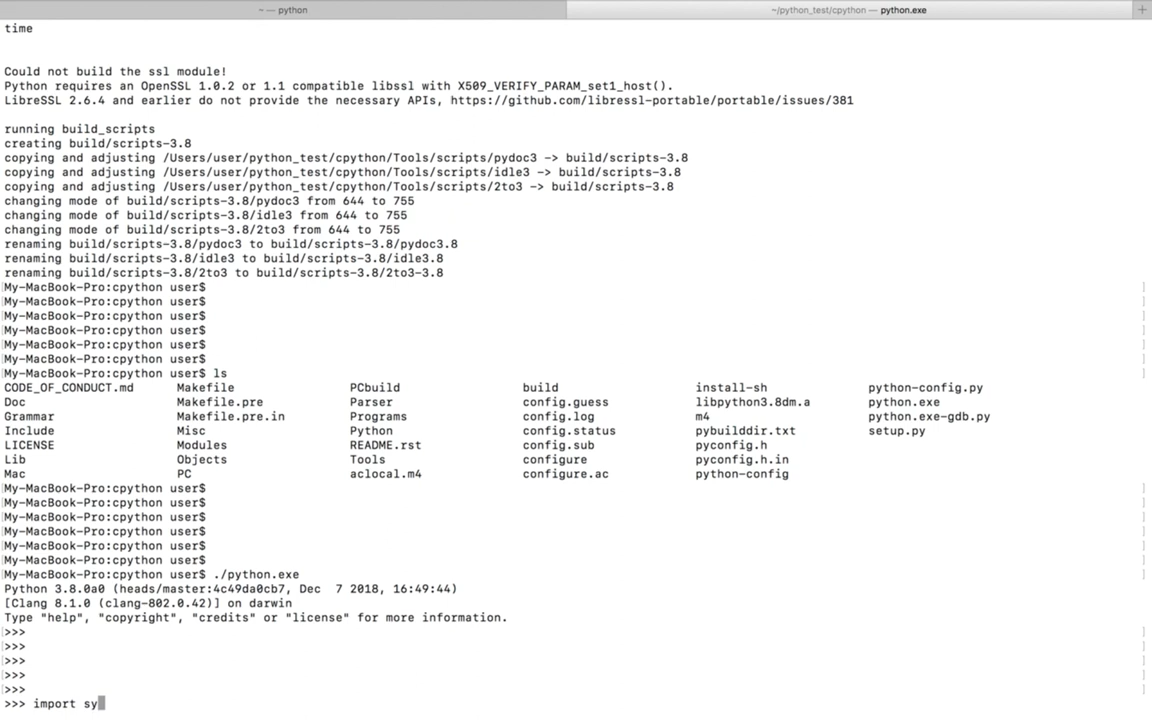 ~ — python
~/python_test/cpython — python.exe
time
Could not build the ssl module!
Python requires an OpenSSL 1.0.2 or 1.1 compatible libssl with X509_VERIFY_PARAM_set1_host().
LibreSSL 2.6.4 and earlier do not provide the necessary APIs, https://github.com/libressl-portable/portable/issues/381
running build_scripts
creating build/scripts-3.8
copying and adjusting /Users/user/python_test/cpython/Tools/scripts/pydoc3 -> build/scripts-3.8
copying and adjusting /Users/user/python_test/cpython/Tools/scripts/idle3 -> build/scripts-3.8
copying and adjusting /Users/user/python_test/cpython/Tools/scripts/2to3 -> build/scripts-3.8
changing mode of build/scripts-3.8/pydoc3 from 644 to 755
changing mode of build/scripts-3.8/idle3 from 644 to 755
changing mode of build/scripts-3.8/2to3 from 644 to 755
renaming build/scripts-3.8/pydoc3 to build/scripts-3.8/pydoc3.8
renaming build/scripts-3.8/idle3 to build/scripts-3.8/idle3.8
renaming build/scripts-3.8/2to3 to build/scripts-3.8/2to3-3.8
My-MacBook-Pro:cpython user$
My-MacBook-Pro:cpython user$
My-MacBook-Pro:cpython user$
My-MacBook-Pro:cpython user$
My-MacBook-Pro:cpython user$
My-MacBook-Pro:cpython user$
My-MacBook-Pro:cpython user$ ls
CODE_OF_CONDUCT.md Makefile PCbuild build install-sh python-config.py
Doc Makefile.pre Parser config.guess libpython3.8dm.a python.exe
Grammar Makefile.pre.in Programs config.log m4 python.exe-gdb.py
Include Misc Python config.status pybuilddir.txt setup.py
LICENSE Modules README.rst config.sub pyconfig.h
Lib Objects Tools configure pyconfig.h.in
Mac PC aclocal.m4 configure.ac python-config
My-MacBook-Pro:cpython user$
My-MacBook-Pro:cpython user$
My-MacBook-Pro:cpython user$
My-MacBook-Pro:cpython user$
My-MacBook-Pro:cpython user$
My-MacBook-Pro:cpython user$
My-MacBook-Pro:cpython user$ ./python.exe
Python 3.8.0a0 (heads/master:4c49da0cb7, Dec  7 2018, 16:49:44)
[Clang 8.1.0 (clang-802.0.42)] on darwin
Type "help", "copyright", "credits" or "license" for more information.
>>>
>>>
>>>
>>>
>>>
>>> import sy